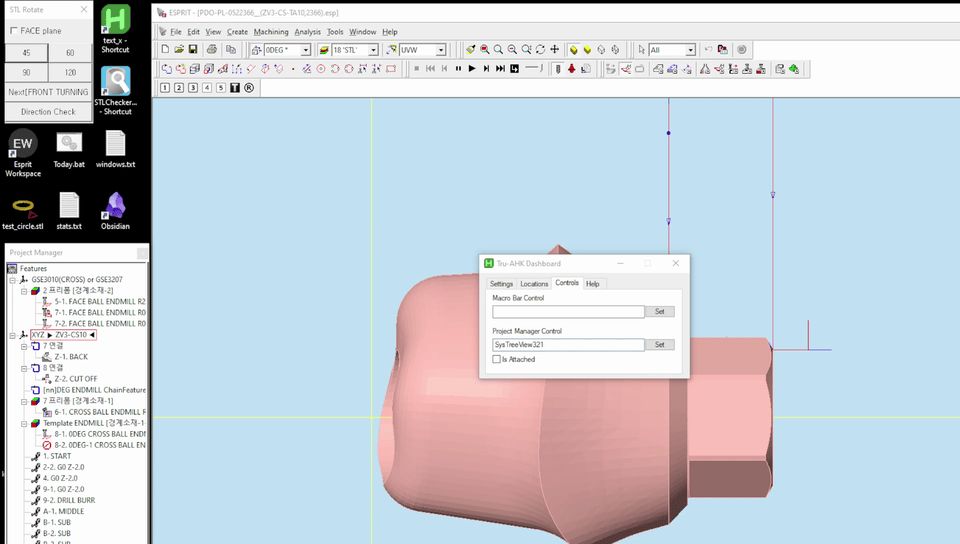 STL Rotate
FACE plane
45
60
90
120
Next[FRONT TURNING
Direction Check
text_x - Shortcut
STLChecker... - Shortcut
EW
Esprit Workspace
Today.bat
windows.txt
test_circle.stl
stats.txt
Obsidian
ESPRIT - [PDO-PL-0522366__(ZV3-CS-TA10,2366).esp]
File Edit View Create Machining Analysis Tools Window Help
0DEG *
18 'STL'
UVW
All
1 2 3 4 5 T R
Project Manager
Features
GSE3010(CROSS) or GSE3207
2 프리폼 [경계소재-2]
5-1. FACE BALL ENDMILL R2
7-1. FACE BALL ENDMILL R0
7-2. FACE BALL ENDMILL R0
XYZ ▶ ZV3-CS10 ◀
7 연결
Z-1. BACK
8 연결
Z-2. CUT OFF
[nn]DEG ENDMILL ChainFeature
7 프리폼 [경계소재-1]
6-1. CROSS BALL ENDMILL F
Template ENDMILL [경계소재-1-
8-1. 0DEG CROSS BALL ENDM
8-2. 0DEG-1 CROSS BALL EN
1. START
2-2. G0 Z-2.0
4. G0 Z-2.0
9-1. G0 Z-2.0
9-2. DRILL BURR
A-1. MIDDLE
B-1. SUB
B-2. SUB
Tru-AHK Dashboard
Settings Locations Controls Help
Macro Bar Control
Set
Project Manager Control
SysTreeView321
Set
Is Attached